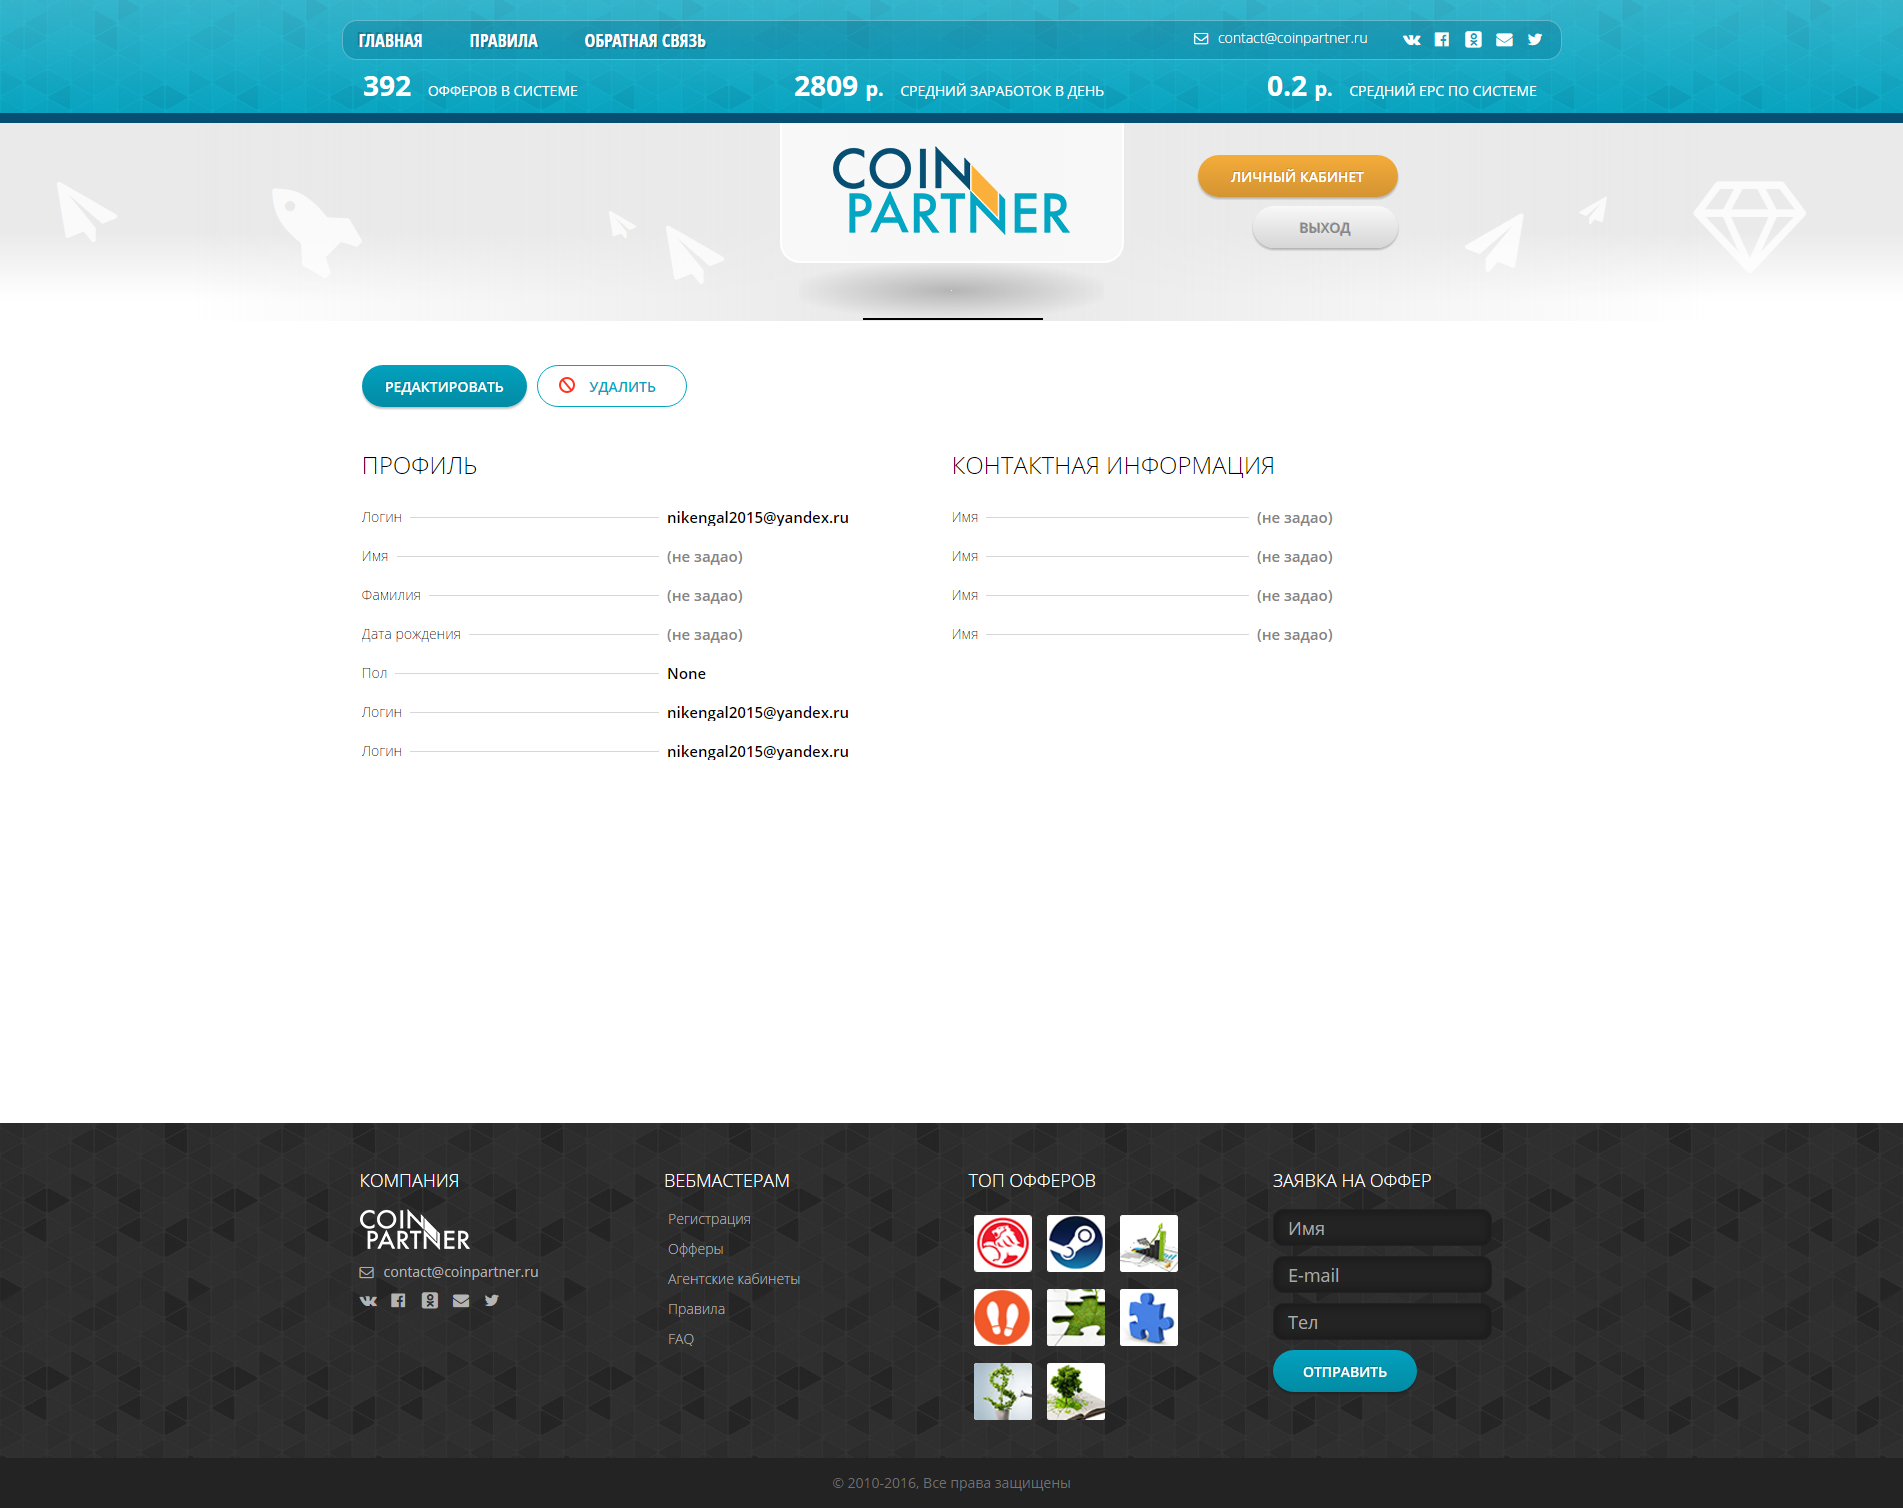 ГЛАВНАЯ ПРАВИЛА ОБРАТНАЯ СВЯЗЬ contact@coinpartner.ru
392 ОФФЕРОВ В СИСТЕМЕ 2809 р. СРЕДНИЙ ЗАРАБОТОК В ДЕНЬ 0.2 р. СРЕДНИЙ EPC ПО СИСТЕМЕ
COIN
PARTNER
ЛИЧНЫЙ КАБИНЕТ
ВЫХОД
РЕДАКТИРОВАТЬ УДАЛИТЬ
ПРОФИЛЬ
Логин nikengal2015@yandex.ru
Имя (не задао)
Фамилия (не задао)
Дата рождения (не задао)
Пол None
Логин nikengal2015@yandex.ru
Логин nikengal2015@yandex.ru
КОНТАКТНАЯ ИНФОРМАЦИЯ
Имя (не задао)
Имя (не задао)
Имя (не задао)
Имя (не задао)
КОМПАНИЯ
COIN
PARTNER
contact@coinpartner.ru
ВЕБМАСТЕРАМ
Регистрация
Офферы
Агентские кабинеты
Правила
FAQ
ТОП ОФФЕРОВ
ЗАЯВКА НА ОФФЕР
Имя
E-mail
Тел
ОТПРАВИТЬ
© 2010-2016, Все права защищены